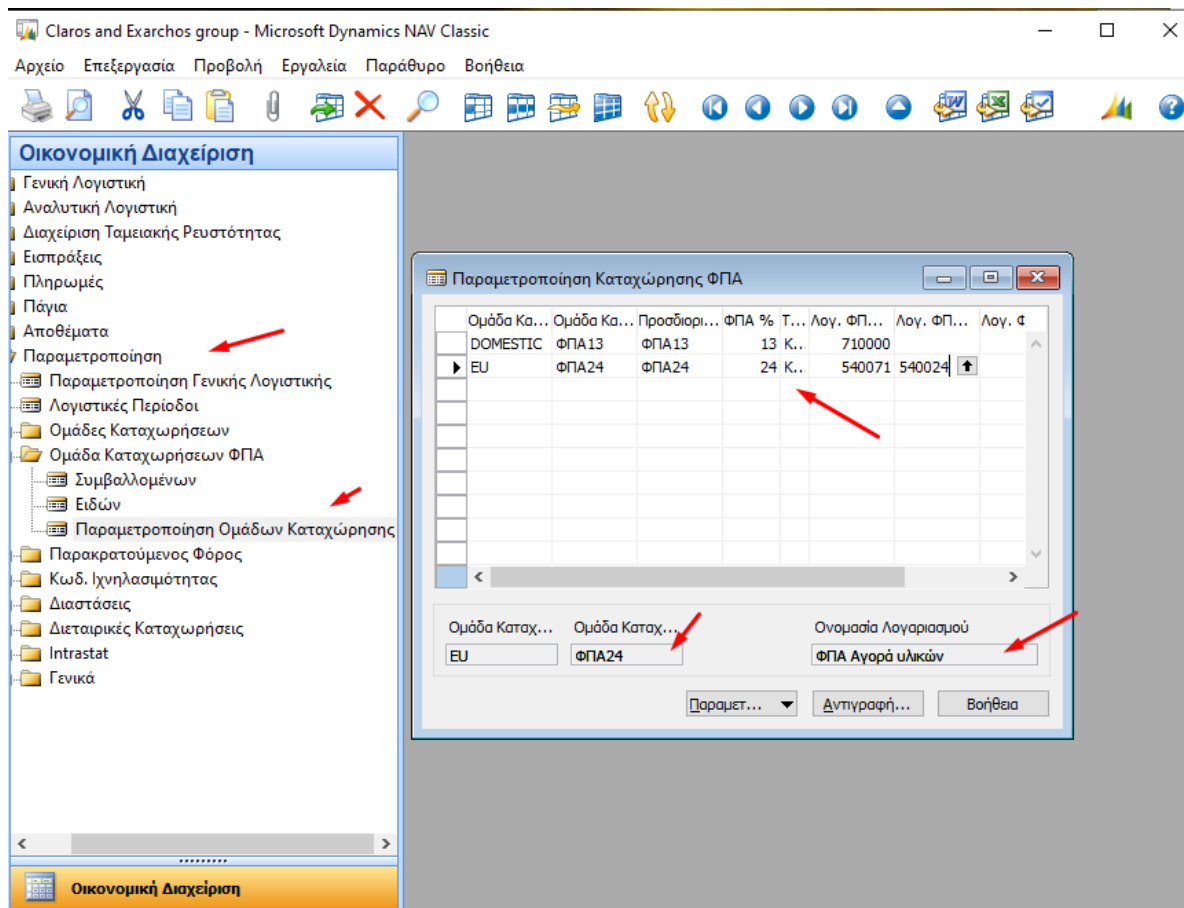 Claros and Exarchos group - Microsoft Dynamics NAV Classic
Αρχείο Επεξεργασία Προβολή Εργαλεία Παράθυρο Βοήθεια
Οικονομική Διαχείριση
Γενική Λογιστική
Αναλυτική Λογιστική
Διαχείριση Ταμειακής Ρευστότητας
Εισπράξεις
Πληρωμές
Πάγια
Αποθέματα
Παραμετροποίηση
Παραμετροποίηση Γενικής Λογιστικής
Λογιστικές Περίοδοι
Ομάδες Καταχωρήσεων
Ομάδα Καταχωρήσεων ΦΠΑ
Συμβαλλομένων
Ειδών
Παραμετροποίηση Ομάδων Καταχώρησης
Παρακρατούμενος Φόρος
Κωδ. Ιχνηλασιμότητας
Διαστάσεις
Διεταιρικές Καταχωρήσεις
Intrastat
Γενικά
Οικονομική Διαχείριση
Παραμετροποίηση Καταχώρησης ΦΠΑ
Ομάδα Κα... Ομάδα Κα... Προσδιορι... ΦΠΑ % Τ... Λογ. ΦΠ... Λογ. ΦΠ... Λογ. Φ
DOMESTIC ΦΠΑ13 ΦΠΑ13 13 Κ... 710000
EU ΦΠΑ24 ΦΠΑ24 24 Κ... 540071 540024
Ομάδα Καταχ... Ομάδα Καταχ... Ονομασία Λογαριασμού
EU ΦΠΑ24 ΦΠΑ Αγορά υλικών
Παραμετ... Αντιγραφή... Βοήθεια